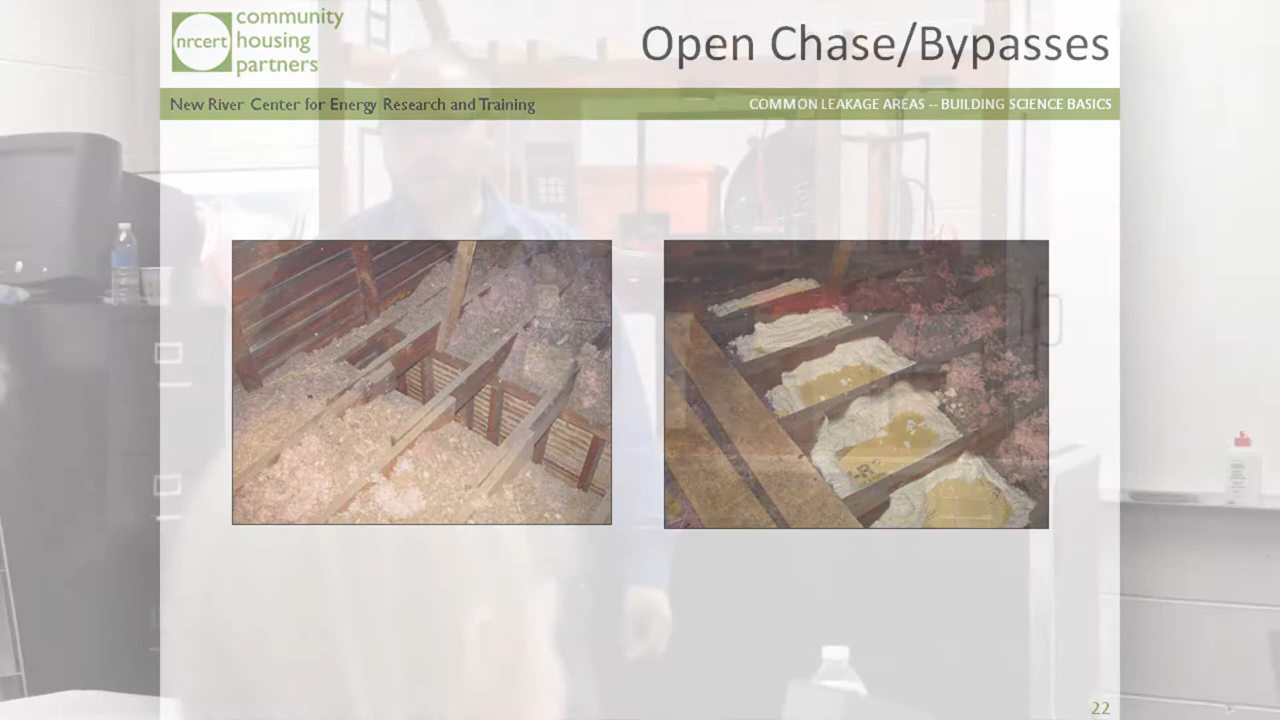 community
nrcert housing
partners
Open Chase/Bypasses
New River Center for Energy Research and Training
COMMON LEAKAGE AREAS -- BUILDING SCIENCE BASICS
22